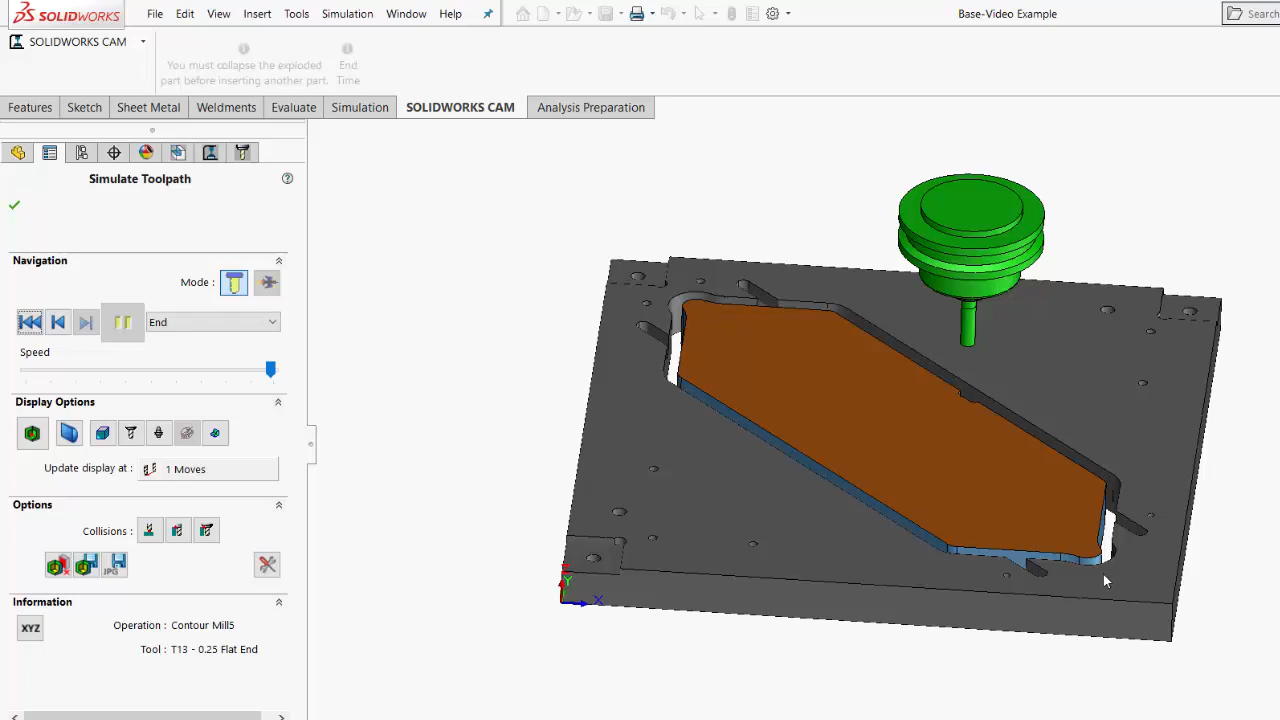 SOLIDWORKS File Edit View Insert Tools Simulation Window Help Base-Video Example Search
SOLIDWORKS CAM
You must collapse the exploded part before inserting another part.
End Time
Features Sketch Sheet Metal Weldments Evaluate Simulation SOLIDWORKS CAM Analysis Preparation
Simulate Toolpath
Navigation
Mode :
End
Speed
Display Options
Update display at : 1 Moves
Options
Collisions :
JPG
Information
XYZ Operation : Contour Mill5
Tool : T13 - 0.25 Flat End
Y
X